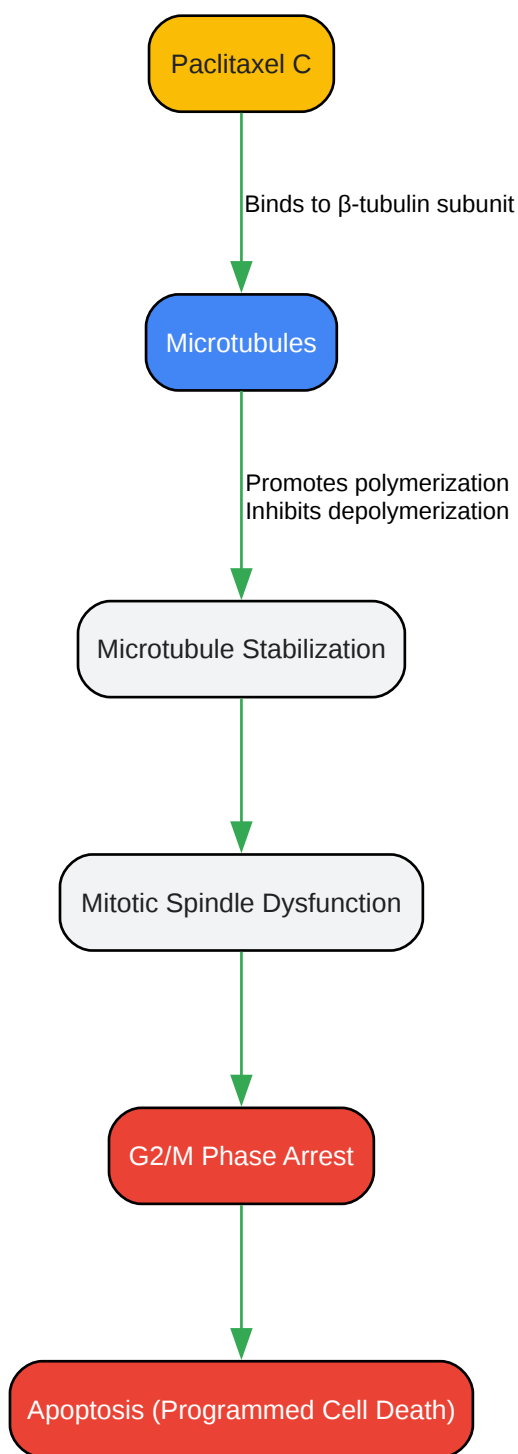 Paclitaxel C
Binds to β-tubulin subunit
Microtubules
Promotes polymerization
Inhibits depolymerization
Microtubule Stabilization
Mitotic Spindle Dysfunction
G2/M Phase Arrest
Apoptosis (Programmed Cell Death)